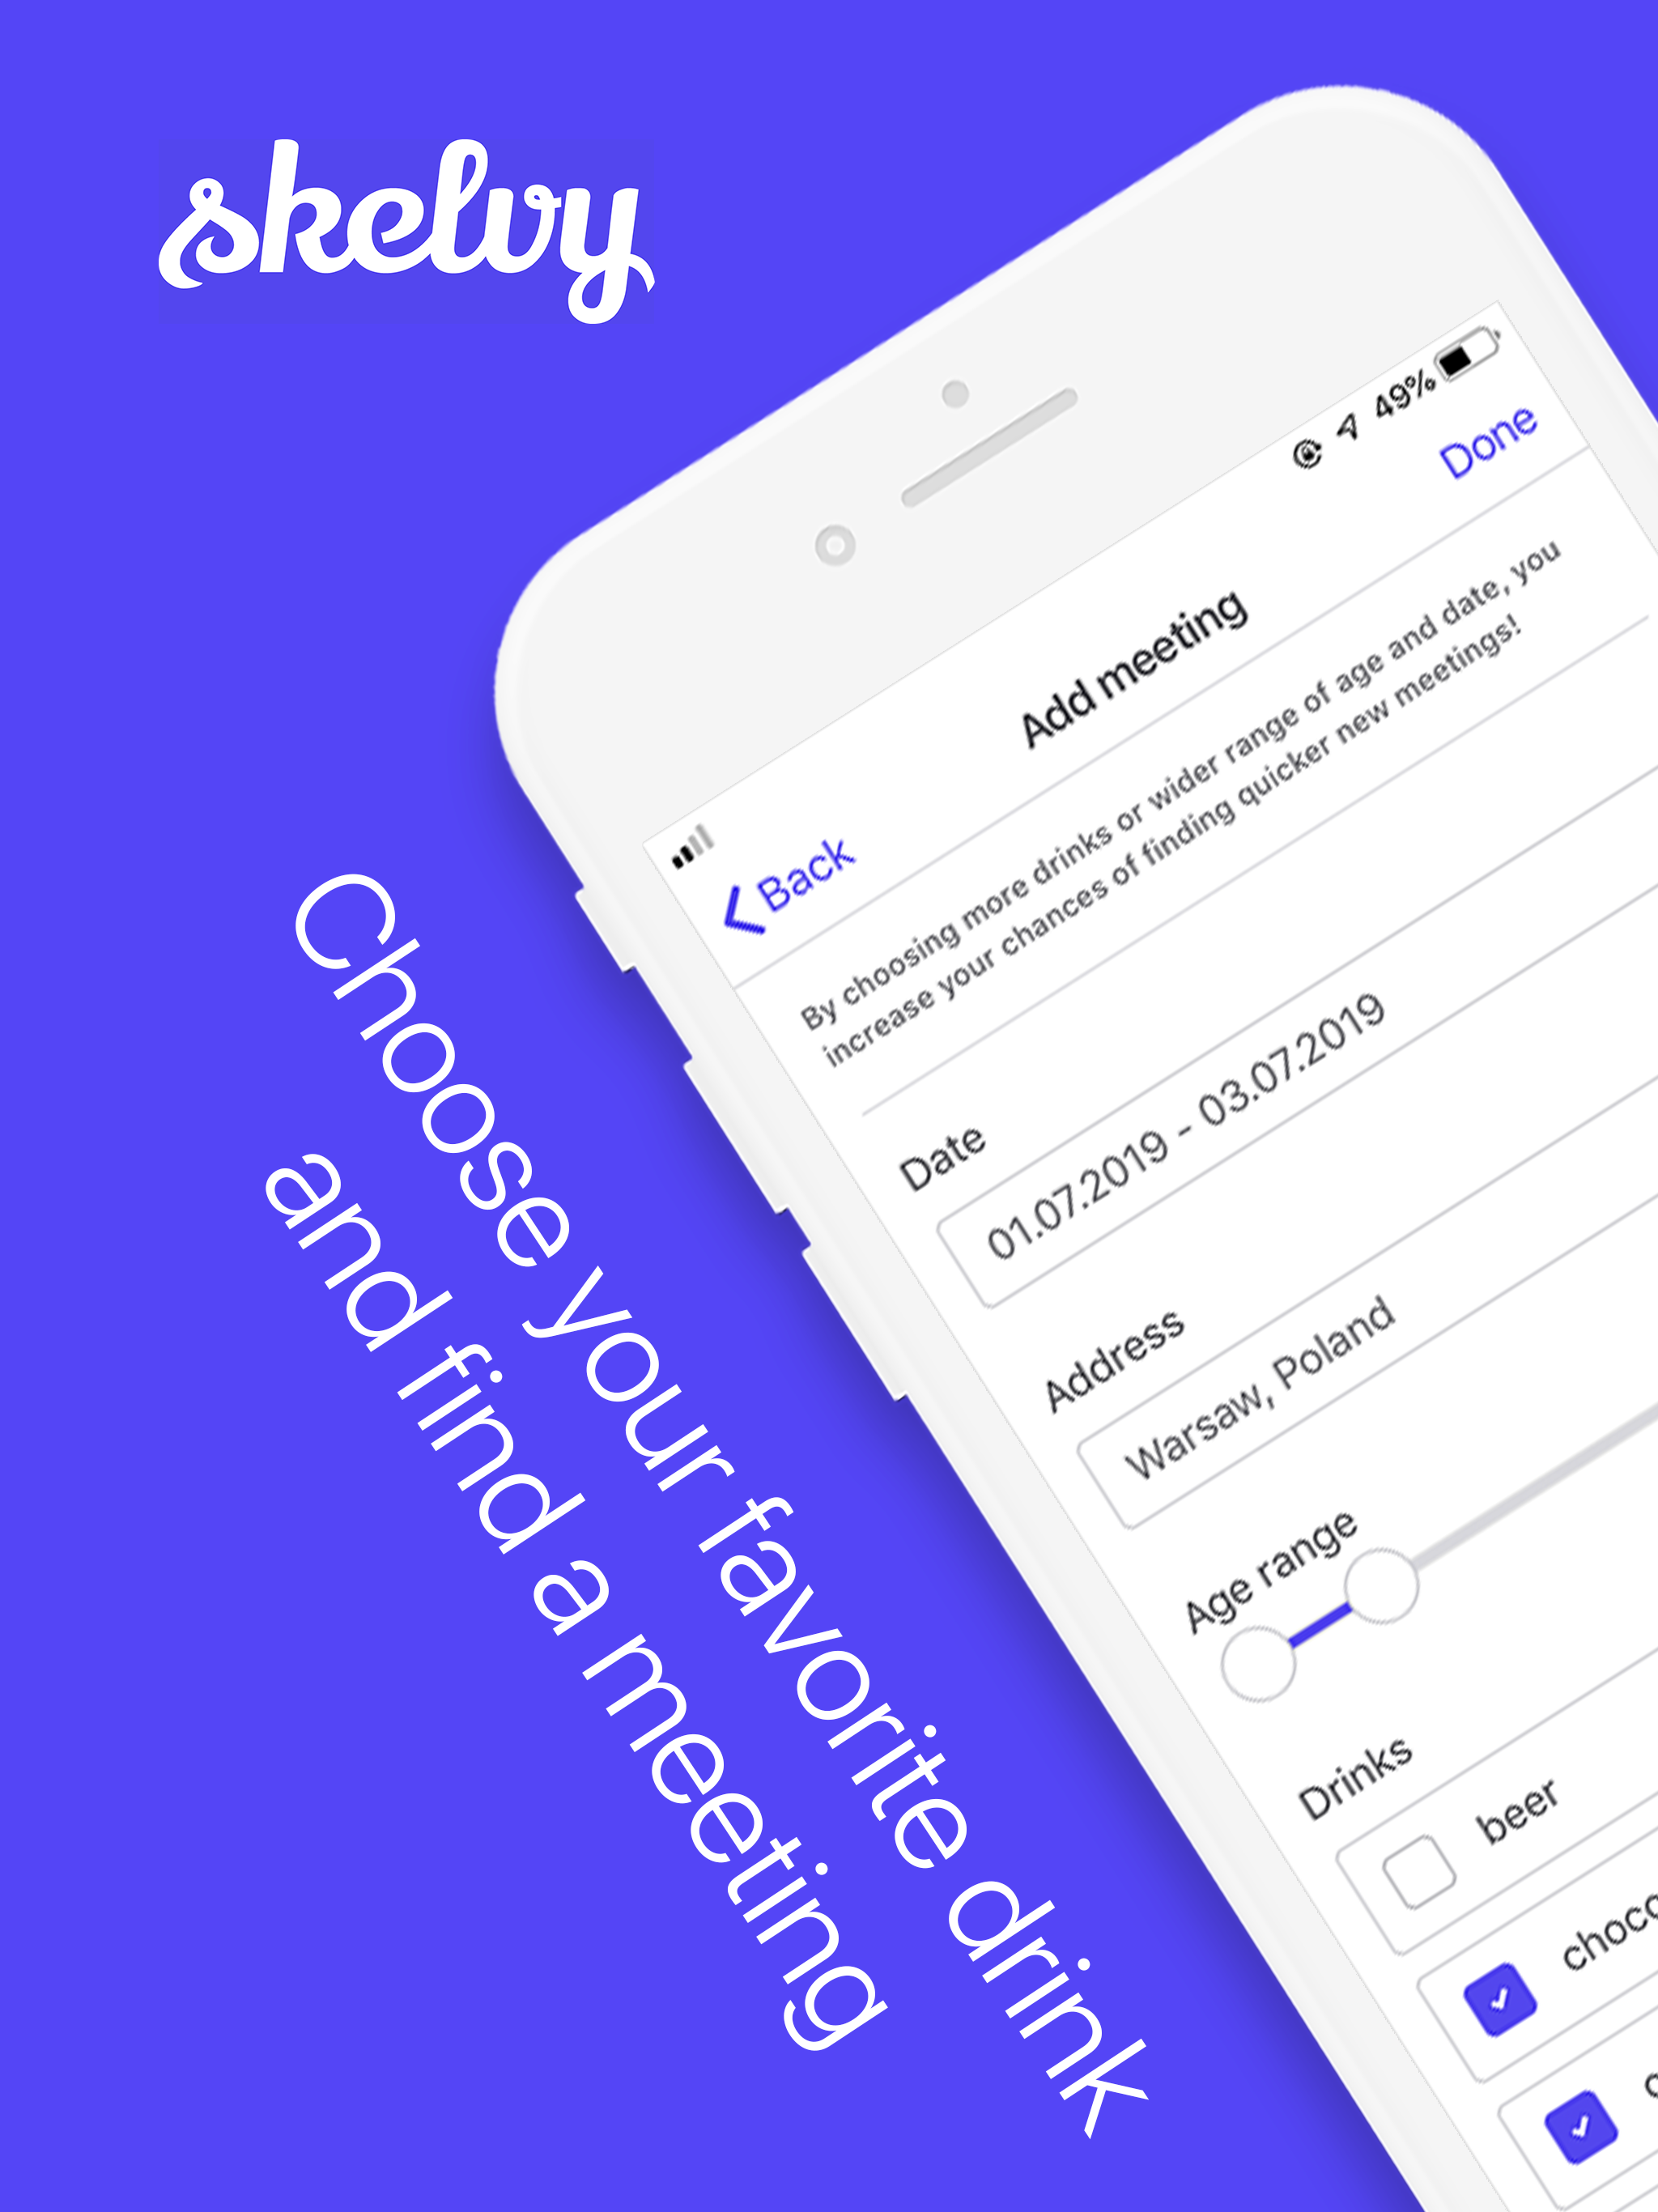 skelvy
Choose your favorite drink
and find a meeting
49%
Back
Add meeting
Done
By choosing more drinks or wider range of age and date, you
increase your chances of finding quicker new meetings!
Date
01.07.2019 - 03.07.2019
Address
Warsaw, Poland
Age range
Drinks
beer